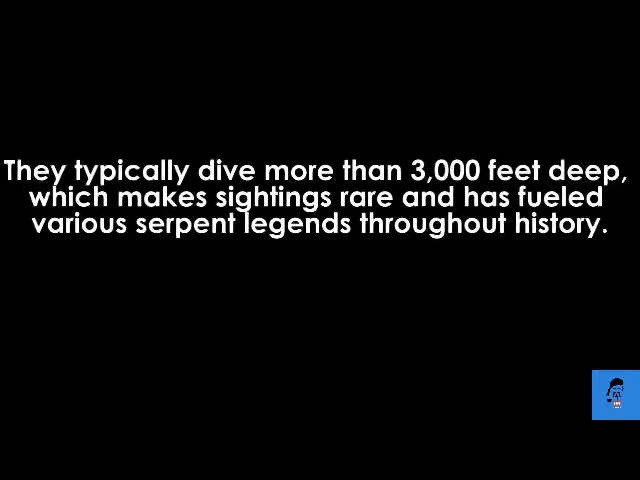 They typically dive more than 3,000 feet deep,
which makes sightings rare and has fueled
various serpent legends throughout history.